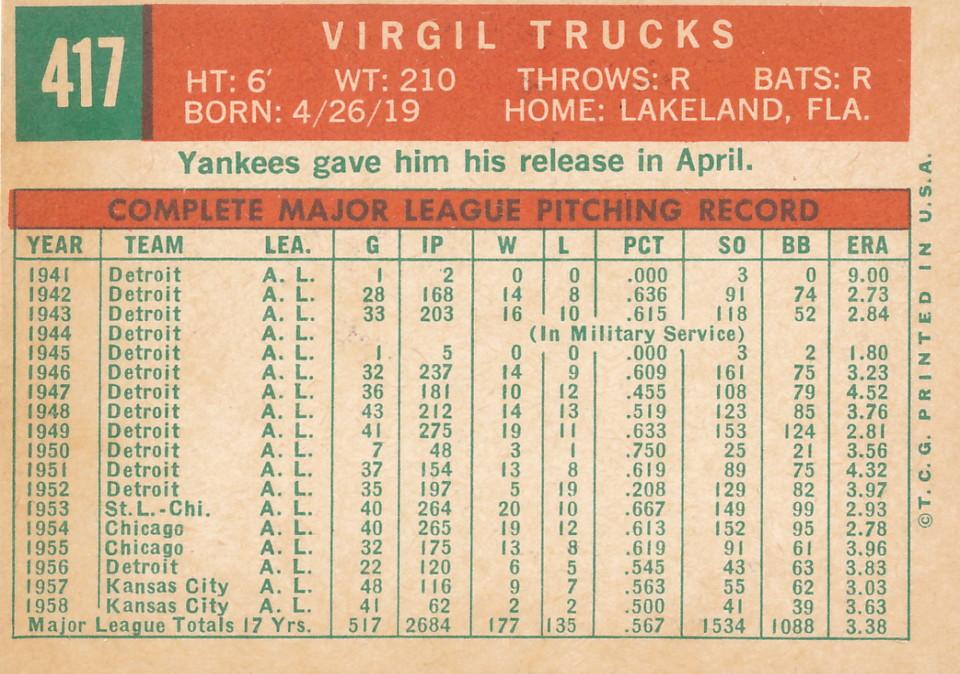 417
VIRGIL TRUCKS
HT: 6' WT: 210 THROWS: R BATS: R
BORN: 4/26/19 HOME: LAKELAND, FLA.
Yankees gave him his release in April.
COMPLETE MAJOR LEAGUE PITCHING RECORD
YEAR TEAM LEA. G IP W L PCT SO BB ERA
1941 Detroit A. L. 1 2 0 0 .000 3 0 9.00
1942 Detroit A. L. 28 168 14 8 .636 91 74 2.73
1943 Detroit A. L. 33 203 16 10 .615 118 52 2.84
1944 Detroit A. L. (In Military Service)
1945 Detroit A. L. 1 5 0 0 .000 3 2 1.80
1946 Detroit A. L. 32 237 14 9 .609 161 75 3.23
1947 Detroit A. L. 36 181 10 12 .455 108 79 4.52
1948 Detroit A. L. 43 212 14 13 .519 123 85 3.76
1949 Detroit A. L. 41 275 19 11 .633 153 124 2.81
1950 Detroit A. L. 7 48 3 1 .750 25 21 3.56
1951 Detroit A. L. 37 154 13 8 .619 89 75 4.32
1952 Detroit A. L. 35 197 5 19 .208 129 82 3.97
1953 St.L.-Chi. A. L. 40 264 20 10 .667 149 99 2.93
1954 Chicago A. L. 40 265 19 12 .613 152 95 2.78
1955 Chicago A. L. 32 175 13 8 .619 91 61 3.96
1956 Detroit A. L. 22 120 6 5 .545 43 63 3.83
1957 Kansas City A. L. 48 116 9 7 .563 55 62 3.03
1958 Kansas City A. L. 41 62 2 2 .500 41 39 3.63
Major League Totals 17 Yrs. 517 2684 177 135 .567 1534 1088 3.38
©T.C.G. PRINTED IN U.S.A.